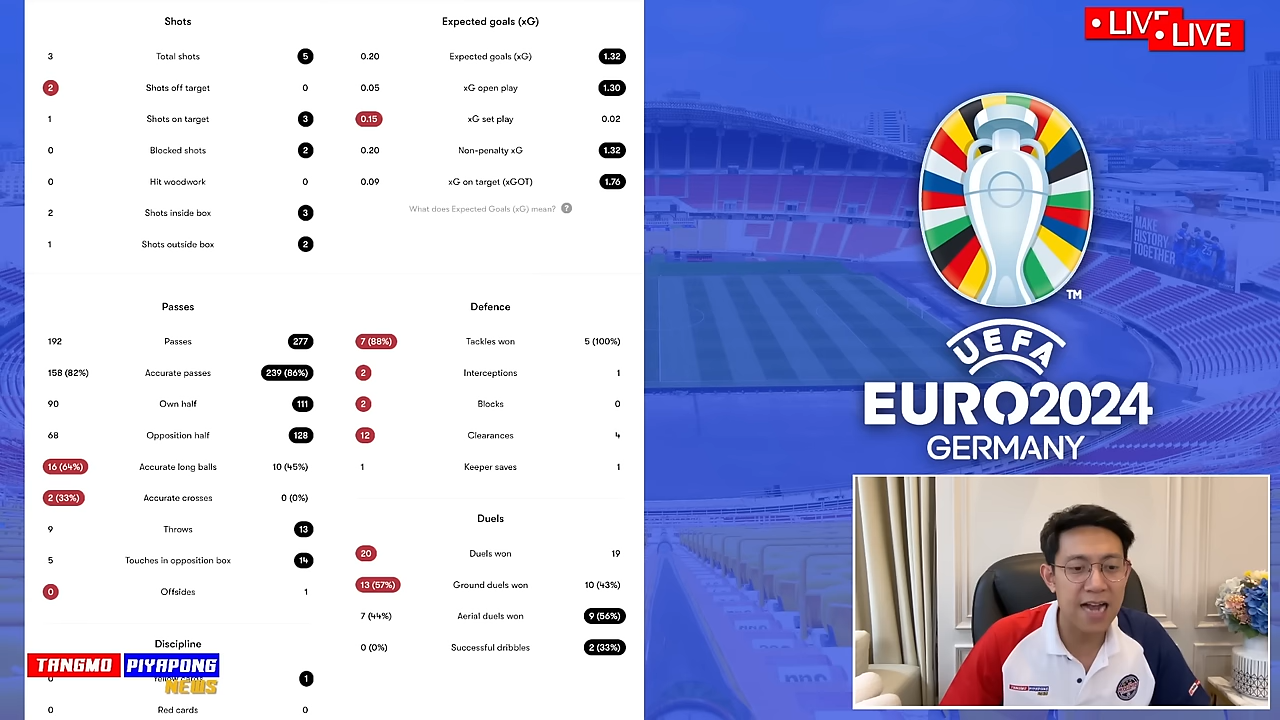 Shots
3 Total shots 5
2 Shots off target 0
1 Shots on target 3
0 Blocked shots 2
0 Hit woodwork 0
2 Shots inside box 3
1 Shots outside box 2
Expected goals (xG)
0.20 Expected goals (xG) 1.32
0.05 xG open play 1.30
0.15 xG set play 0.02
0.20 Non-penalty xG 1.32
0.09 xG on target (xGOT) 1.76
What does Expected Goals (xG) mean? ?
Passes
192 Passes 277
158 (82%) Accurate passes 239 (86%)
90 Own half 111
68 Opposition half 128
16 (64%) Accurate long balls 10 (45%)
2 (33%) Accurate crosses 0 (0%)
9 Throws 13
5 Touches in opposition box 14
0 Offsides 1
Defence
7 (88%) Tackles won 5 (100%)
2 Interceptions 1
2 Blocks 0
12 Clearances 4
1 Keeper saves 1
Duels
20 Duels won 19
13 (57%) Ground duels won 10 (43%)
7 (44%) Aerial duels won 9 (56%)
0 (0%) Successful dribbles 2 (33%)
Discipline
0 Yellow cards 1
0 Red cards 0
TANGMO PIYAPONG
NEWS
LIVE
LIVE
MAKE
HISTORY
TOGETHER
TM
UEFA
EURO2024
GERMANY
TANGMO PIYAPONG
NEWS